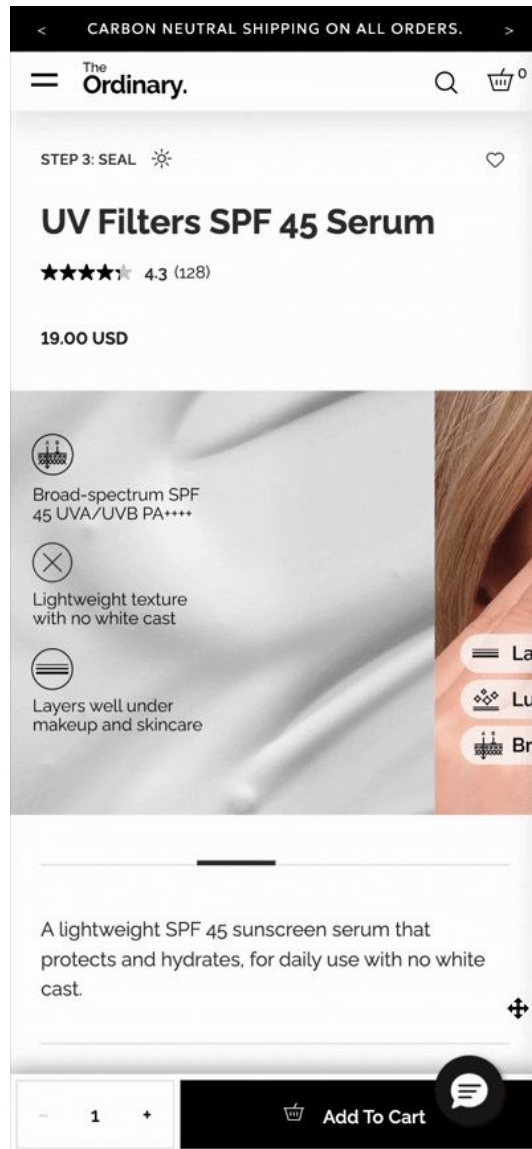 < CARBON NEUTRAL SHIPPING ON ALL ORDERS. >
The
Ordinary.
0
STEP 3: SEAL
UV Filters SPF 45 Serum
4.3 (128)
19.00 USD
Broad-spectrum SPF
45 UVA/UVB PA++++
Lightweight texture
with no white cast
Layers well under
makeup and skincare
La
Lu
Br
A lightweight SPF 45 sunscreen serum that
protects and hydrates, for daily use with no white
cast.
− 1 +
Add To Cart